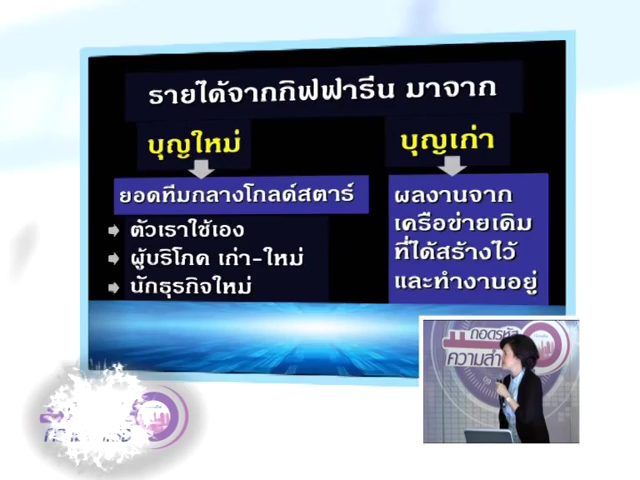 รายได้จากกิฟฟารีน มาจาก
บุญใหม่
ยอดทีมกลางโกลด์สตาร์
ตัวเราใช้เอง
ผู้บริโภค เก่า-ใหม่
นักธุรกิจใหม่
บุญเก่า
ผลงานจาก
เครือข่ายเดิม
ที่ได้สร้างไว้
และทำงานอยู่
ถอดรหัส